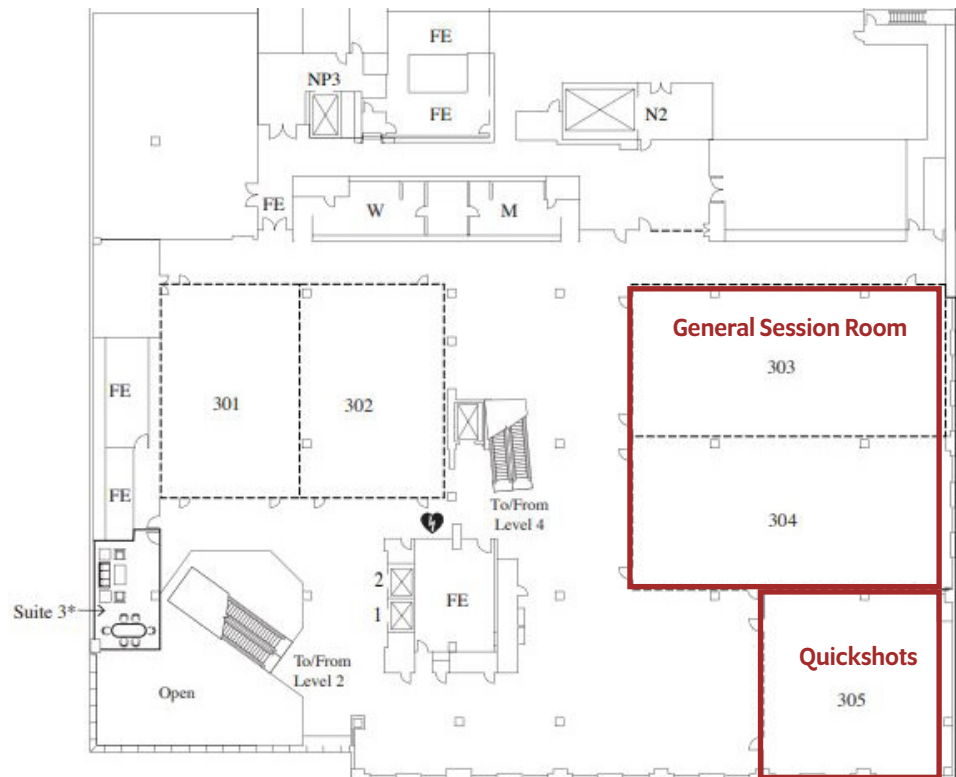 FE
NP3
FE
N2
FE
W
M
General Session Room
303
301
302
FE
304
FE
To/From
Level 4
2
1
FE
Suite 3*
Quickshots
To/From
Level 2
Open
305